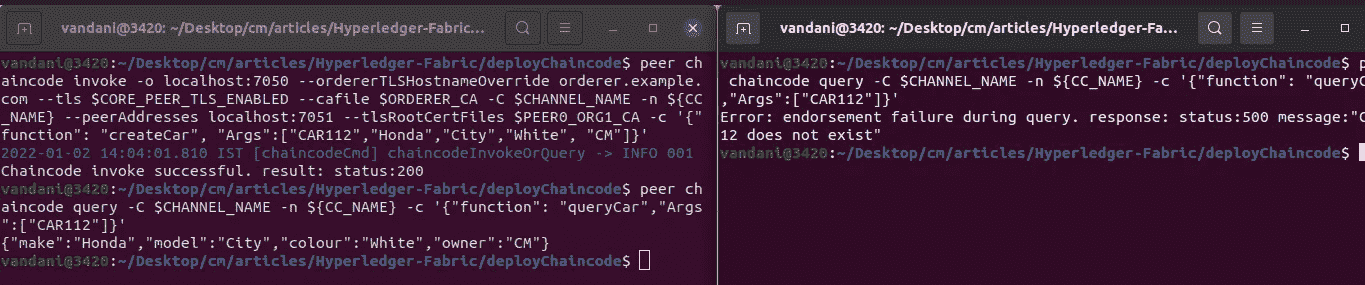 vandani@3420: ~/Desktop/cm/articles/Hyperledger-Fabric...
vandani@3420:~/Desktop/cm/articles/Hyperledger-Fabric/deployChaincode$ peer ch
aincode invoke -o localhost:7050 --ordererTLSHostnameOverride orderer.example.
com --tls $CORE_PEER_TLS_ENABLED --cafile $ORDERER_CA -C $CHANNEL_NAME -n ${CC
_NAME} --peerAddresses localhost:7051 --tlsRootCertFiles $PEER0_ORG1_CA -c '{"
function": "createCar", "Args":["CAR112","Honda","City","White", "CM"]}'
2022-01-02 14:04:01.810 IST [chaincodeCmd] chaincodeInvokeOrQuery -> INFO 001
Chaincode invoke successful. result: status:200
vandani@3420:~/Desktop/cm/articles/Hyperledger-Fabric/deployChaincode$ peer ch
aincode query -C $CHANNEL_NAME -n ${CC_NAME} -c '{"function": "queryCar","Args
":["CAR112"]}'
{"make":"Honda","model":"City","colour":"White","owner":"CM"}
vandani@3420:~/Desktop/cm/articles/Hyperledger-Fabric/deployChaincode$
vandani@3420: ~/Desktop/cm/articles/Hyperledger-Fa...
vandani@3420:~/Desktop/cm/articles/Hyperledger-Fabric/deployChaincode$ p
chaincode query -C $CHANNEL_NAME -n ${CC_NAME} -c '{"function": "queryC
,"Args":["CAR112"]}'
Error: endorsement failure during query. response: status:500 message:"C
12 does not exist"
vandani@3420:~/Desktop/cm/articles/Hyperledger-Fabric/deployChaincode$